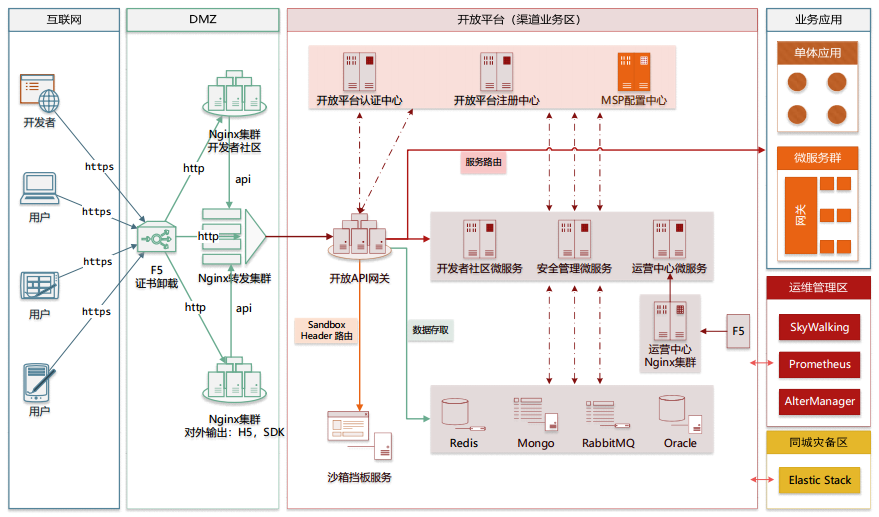 互联网
DMZ
开放平台（渠道业务区）
业务应用
开发者
用户
用户
用户
https
https
https
https
F5
证书卸载
http
http
http
Nginx集群
开发者社区
api
Nginx转发集群
api
Nginx集群
对外输出：H5，SDK
开放平台认证中心
开放平台注册中心
MSP配置中心
服务路由
开放API网关
开发者社区微服务
安全管理微服务
运营中心微服务
Sandbox
Header 路由
数据存取
运营中心
Nginx集群
F5
沙箱挡板服务
Redis
Mongo
RabbitMQ
Oracle
单体应用
微服务群
网关
运维管理区
SkyWalking
Prometheus
AlterManager
同城灾备区
Elastic Stack